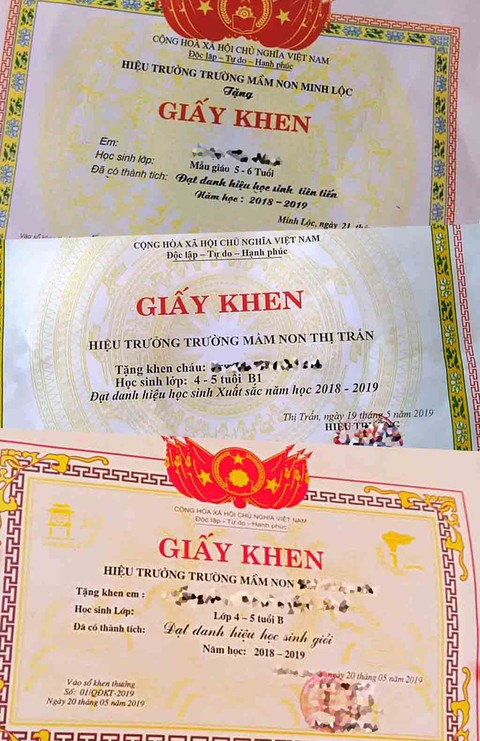 CỘNG HÒA XÃ HỘI CHỦ NGHĨA VIỆT NAM
Độc lập – Tự do – Hạnh phúc
HIỆU TRƯỞNG TRƯỜNG MẦM NON MINH LỘC
Tặng
GIẤY KHEN
Em:
Học sinh lớp: Mẫu giáo 5 - 6 Tuổi
Đã có thành tích: Đạt danh hiệu học sinh tiên tiến
Năm học: 2018 - 2019
Minh Lộc, ngày 21
Vào sổ
CỘNG HÒA XÃ HỘI CHỦ NGHĨA VIỆT NAM
Độc lập – Tự do – Hạnh phúc
GIẤY KHEN
HIỆU TRƯỞNG TRƯỜNG MẦM NON THỊ TRẤN
Tặng khen cháu:
Học sinh lớp: 4 - 5 tuổi B1
Đạt danh hiệu học sinh Xuất sắc năm học 2018 - 2019
Thị Trấn, ngày 19 tháng 5 năm 2019
HIỆU TRƯỞNG
CỘNG HÒA XÃ HỘI CHỦ NGHĨA VIỆT NAM
Độc lập – Tự do – Hạnh phúc
GIẤY KHEN
HIỆU TRƯỞNG TRƯỜNG MẦM NON
Tặng khen em :
Học sinh Lớp: Lớp 4 – 5 tuổi B
Đã có thành tích: Đạt danh hiệu học sinh giỏi
Năm học: 2018 – 2019
ngày 20 tháng 05 năm 2019
Vào sổ khen thưởng
Số: 01/QĐKT-2019
Ngày 20 tháng 05 năm 2019